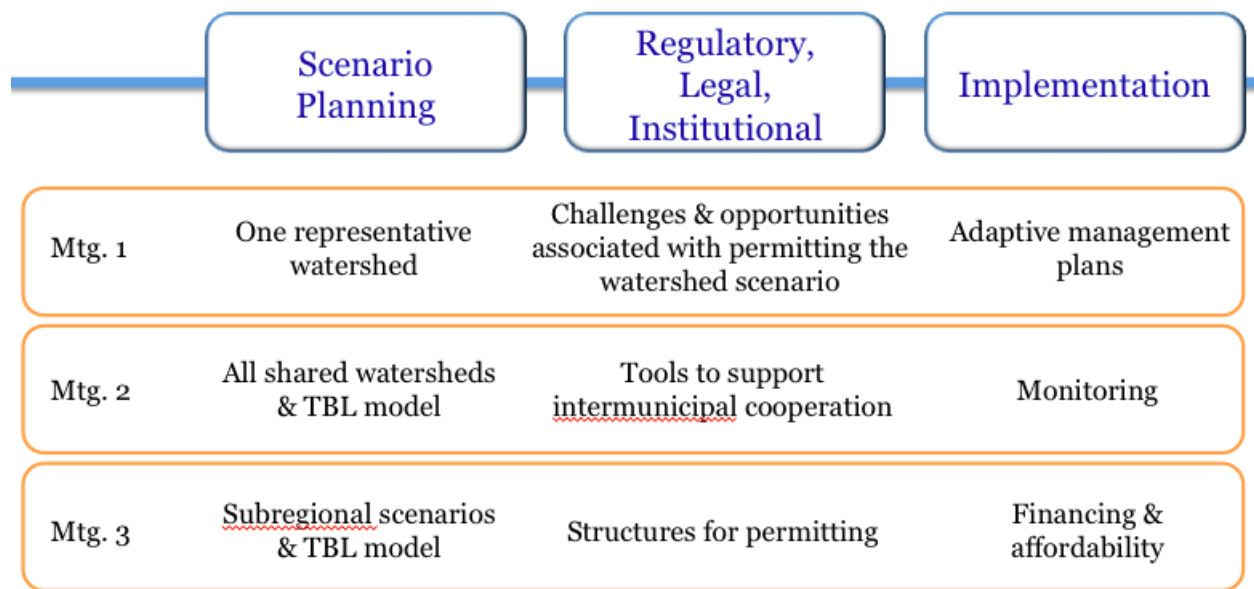 Scenario
Planning
Regulatory,
Legal,
Institutional
Implementation
Mtg. 1
One representative
watershed
Challenges & opportunities
associated with permitting the
watershed scenario
Adaptive management
plans
Mtg. 2
All shared watersheds
& TBL model
Tools to support
intermunicipal cooperation
Monitoring
Mtg. 3
Subregional scenarios
& TBL model
Structures for permitting
Financing &
affordability